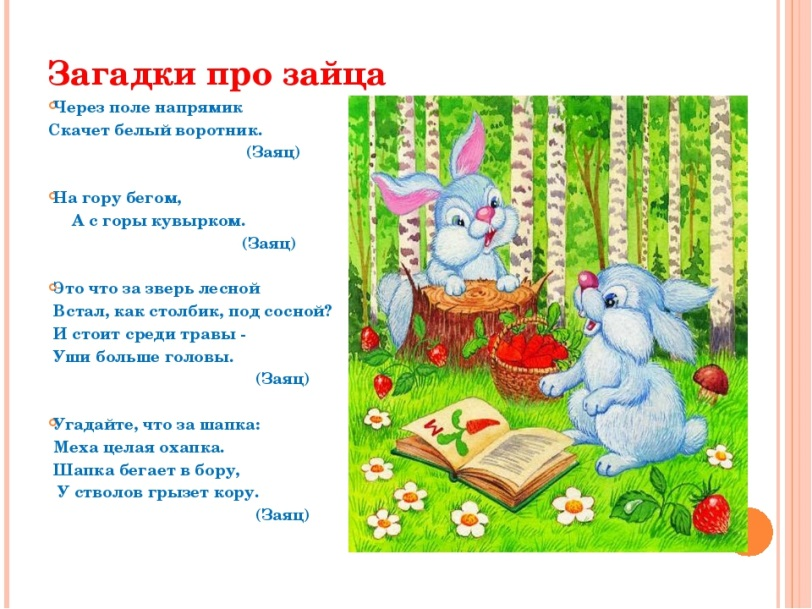 Загадки про зайца
Через поле напрямик
Скачет белый воротник.
(Заяц)
На гору бегом,
А с горы кувырком.
(Заяц)
Это что за зверь лесной
Встал, как столбик, под сосной?
И стоит среди травы -
Уши больше головы.
(Заяц)
Угадайте, что за шапка:
Меха целая охапка.
Шапка бегает в бору,
У стволов грызет кору.
(Заяц)